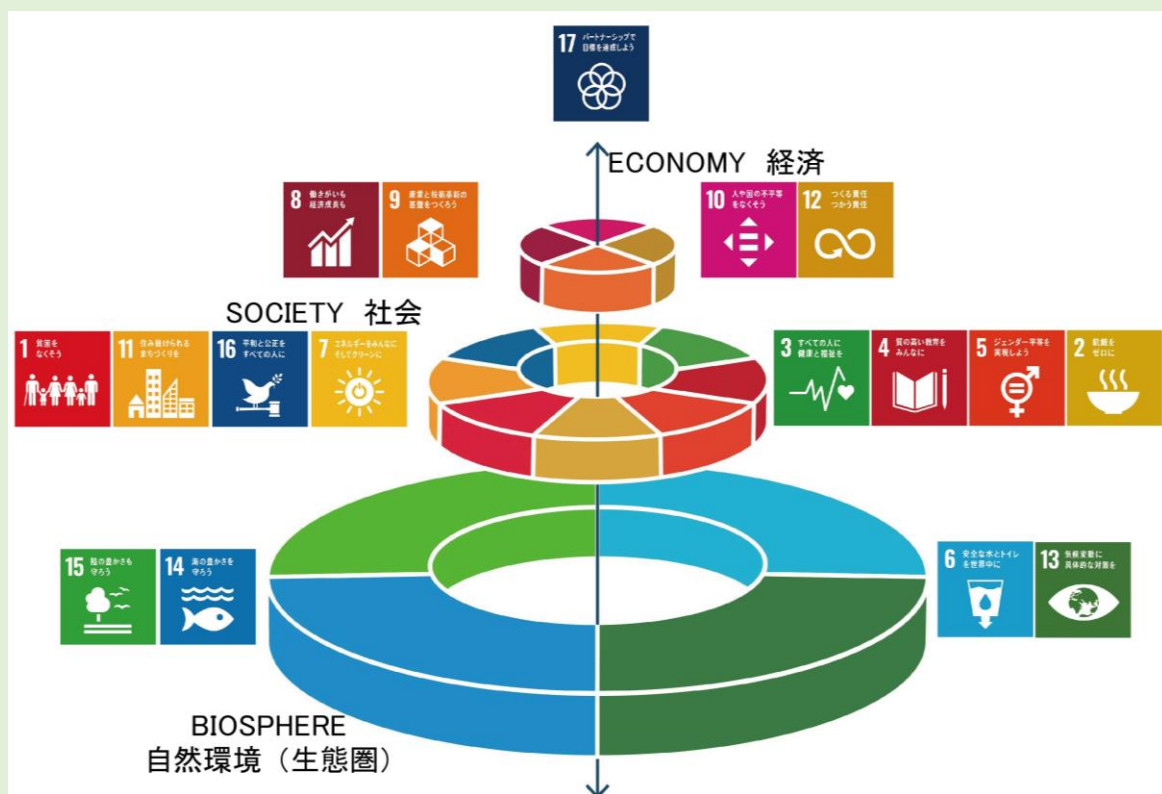 17 パートナーシップで
目標を達成しよう
ECONOMY 経済
8 働きがいも
経済成長も
9 産業と技術革新の
基盤をつくろう
10 人や国の不平等
をなくそう
12 つくる責任
つかう責任
SOCIETY 社会
1 貧困を
なくそう
11 住み続けられる
まちづくりを
16 平和と公正を
すべての人に
7 エネルギーをみんなに
そしてクリーンに
3 すべての人に
健康と福祉を
4 質の高い教育を
みんなに
5 ジェンダー平等を
実現しよう
2 飢餓を
ゼロに
15 陸の豊かさも
守ろう
14 海の豊かさを
守ろう
6 安全な水とトイレ
を世界中に
13 気候変動に
具体的な対策を
BIOSPHERE
自然環境（生態圏）